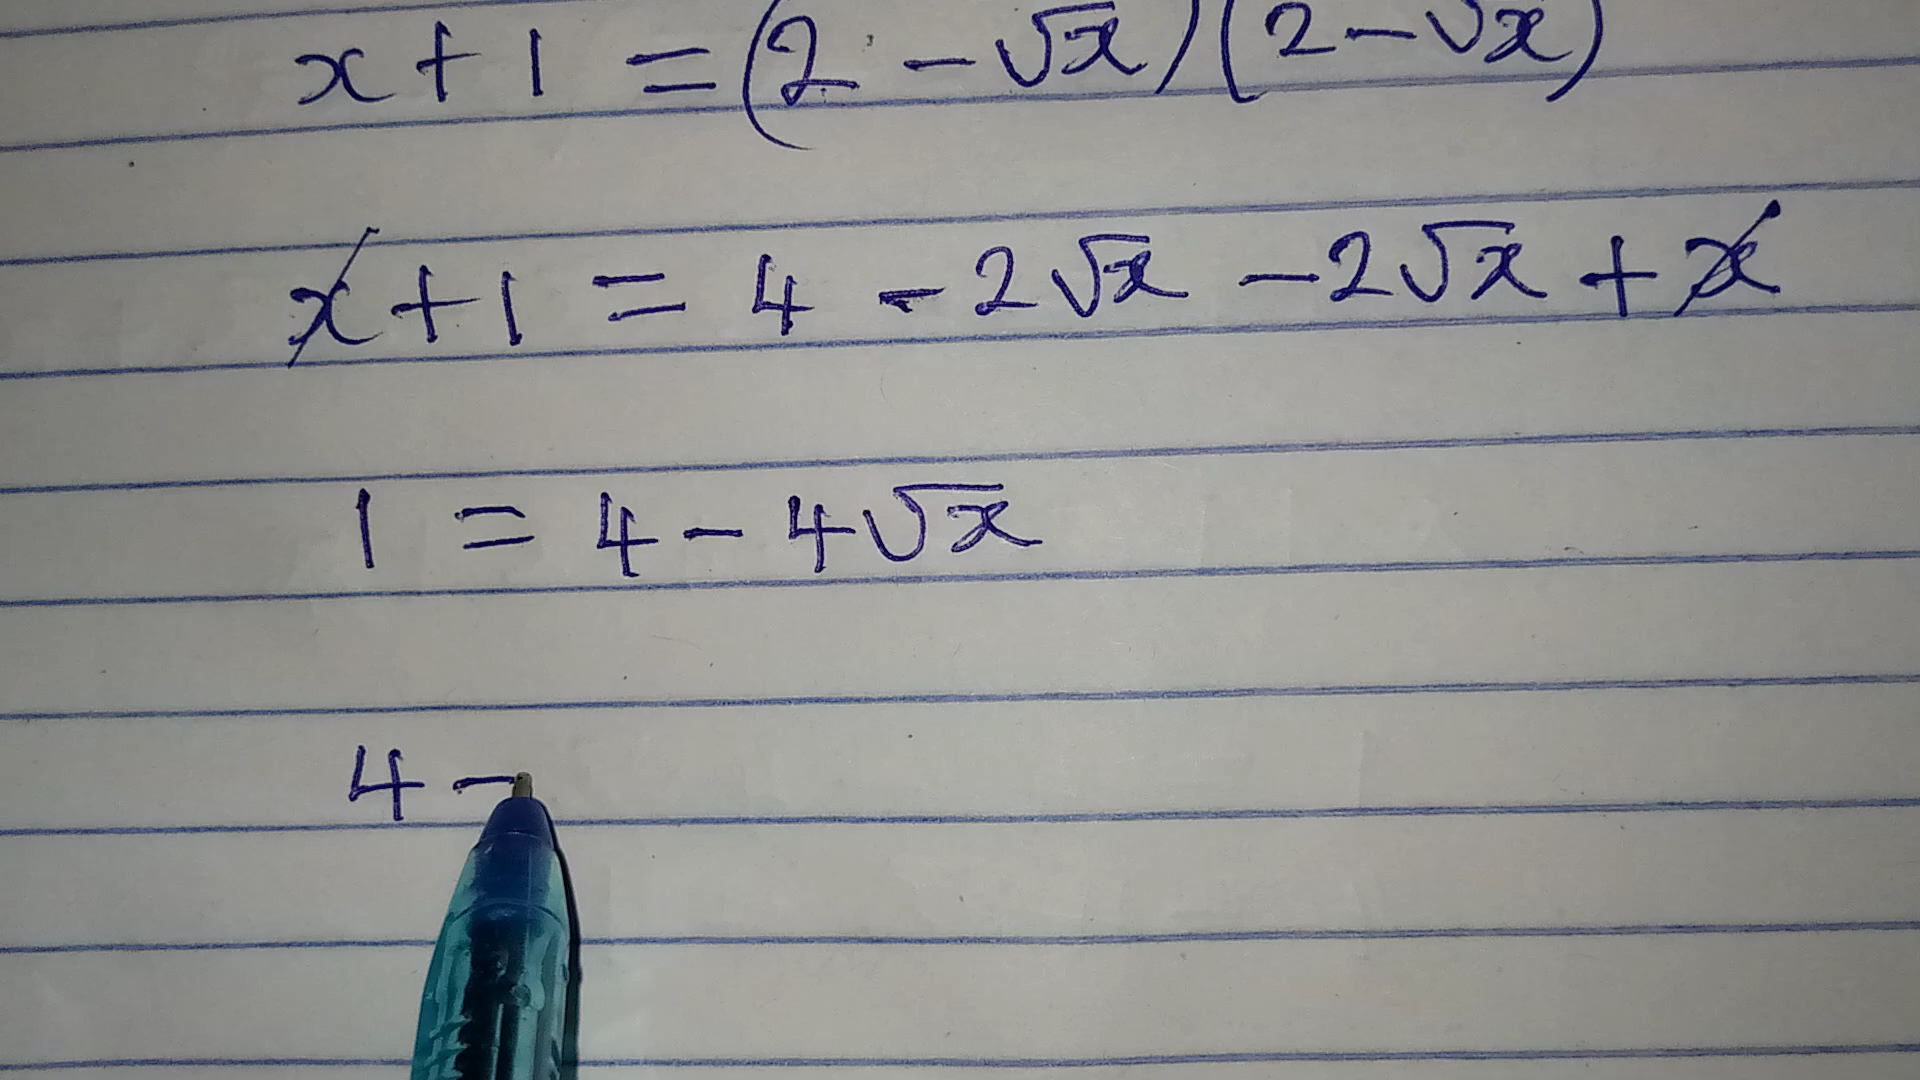 x + 1 = (2 - √x)(2 - √x)
x + 1 = 4 - 2√x - 2√x + x
1 = 4 - 4√x
4 -